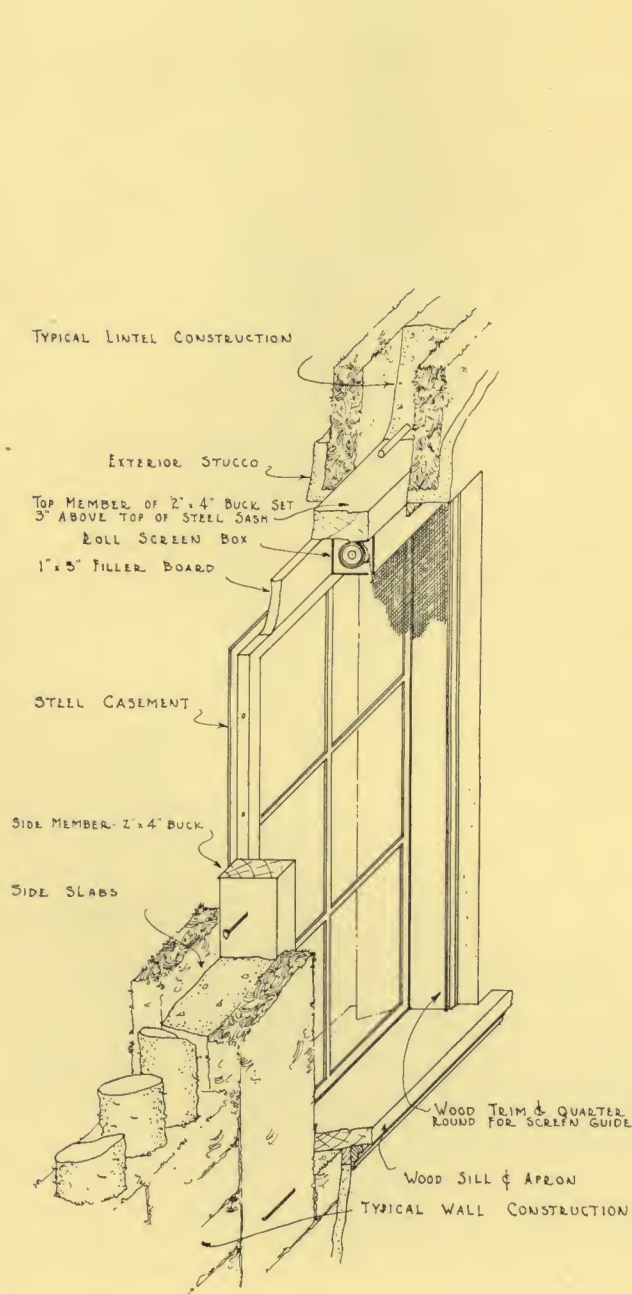 TYPICAL LINTEL CONSTRUCTION
EXTERIOR STUCCO
TOP MEMBER OF 2" x 4" BUCK SET
3" ABOVE TOP OF STEEL SASH
ROLL SCREEN BOX
1" x 3" FILLER BOARD
STEEL CASEMENT
SIDE MEMBER - 2" x 4" BUCK
SIDE SLABS
WOOD TRIM & QUARTER
ROUND FOR SCREEN GUIDE
WOOD SILL & APRON
TYPICAL WALL CONSTRUCTION